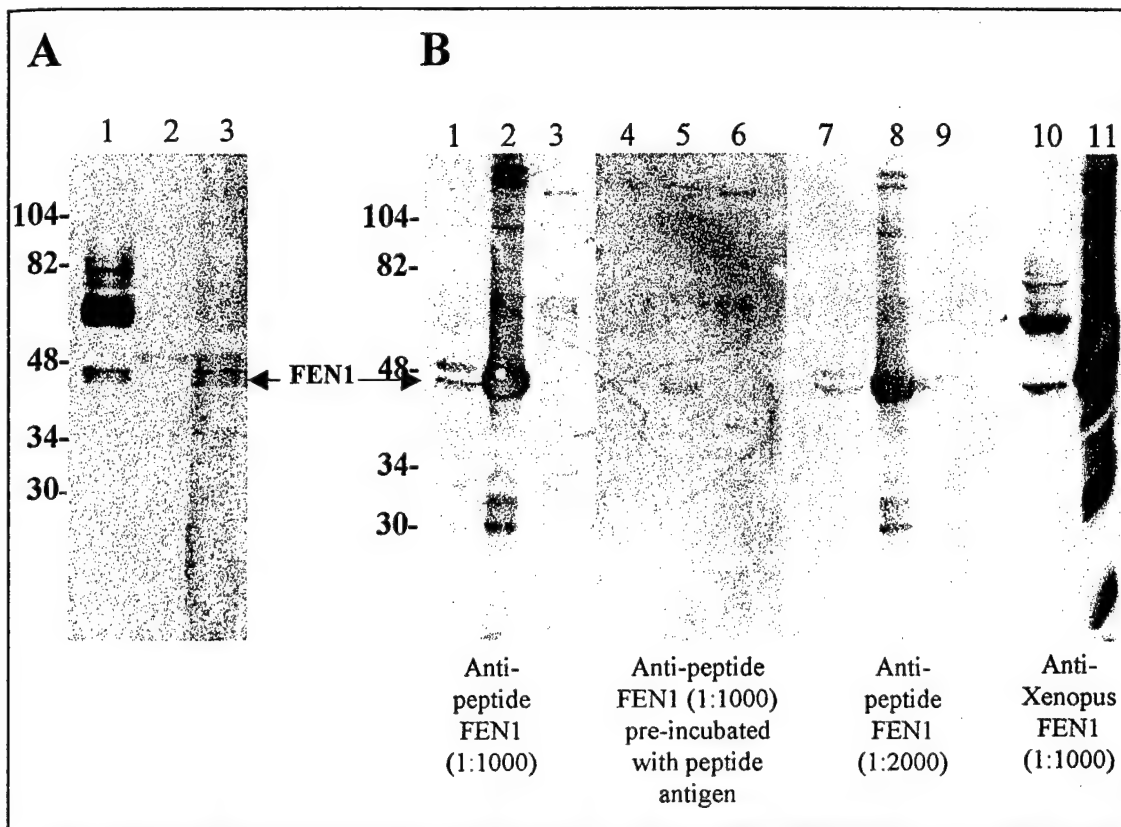 A
B
1 2 3
1 2 3 4 5 6 7 8 9 10 11
104-
82-
48-
34-
30-
FEN1
104-
82-
48-
34-
30-
Anti-
peptide
FEN1
(1:1000)
Anti-peptide
FEN1 (1:1000)
pre-incubated
with peptide
antigen
Anti-
peptide
FEN1
(1:2000)
Anti-
Xenopus
FEN1
(1:1000)